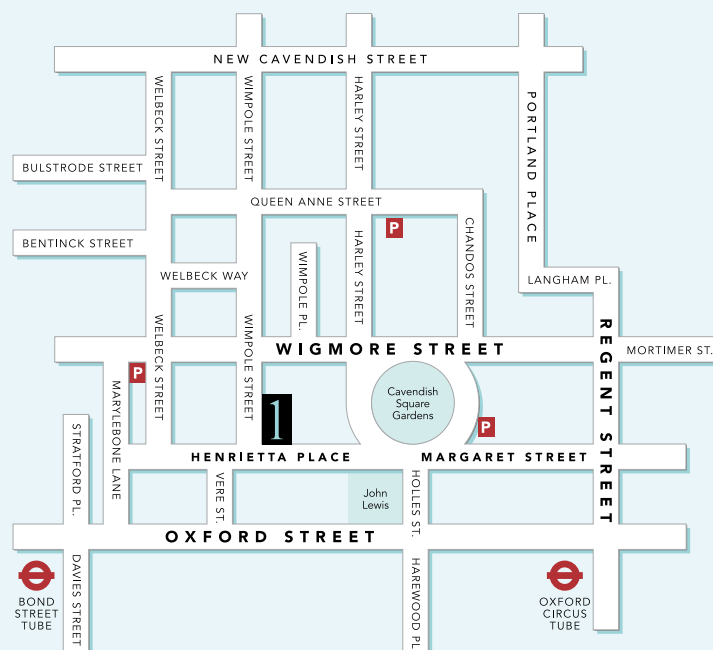 NEW CAVENDISH STREET
WELBECK STREET
WIMPOLE STREET
HARLEY STREET
PORTLAND PLACE
BULSTRODE STREET
QUEEN ANNE STREET
P
BENTINCK STREET
WELBECK WAY
WIMPOLE PL.
HARLEY STREET
CHANDOS STREET
LANGHAM PL.
WELBECK STREET
WIMPOLE STREET
WIGMORE STREET
REGENT STREET
MORTIMER ST.
P
MARYLEBONE LANE
1
Cavendish
Square
Gardens
P
STRATFORD PL.
HENRIETTA PLACE
MARGARET STREET
VERE ST.
John
Lewis
HOLLES ST.
OXFORD STREET
BOND
STREET
TUBE
DAVIES STREET
HAREWOOD PL
OXFORD
CIRCUS
TUBE